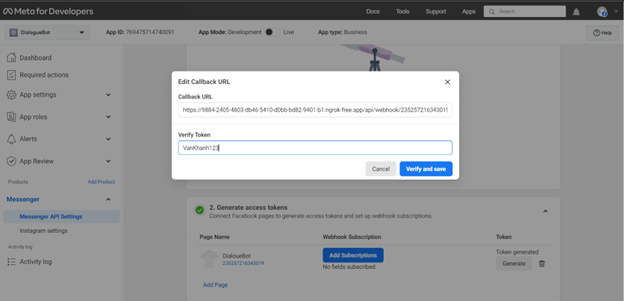 Meta for Developers
Docs
Tools
Support
Apps
Search
DialogueBot
App ID: 769475714740091
App Mode: Development
Live
App type: Business
Help
Dashboard
Required actions
App settings
App roles
Alerts
App Review
Products
Add Product
Messenger
Messenger API Settings
Instagram settings
Activity log
Activity log
Edit Callback URL
Callback URL
https://9884-2405-4803-db46-5410-d0bb-bd82-9401-b1.ngrok-free.app/api/webhook/235257216343019
Verify Token
VanKhanh123
Cancel
Verify and save
2. Generate access tokens
Connect Facebook pages to generate access tokens and set up webhook subscriptions.
Page Name
Webhook Subscription
Token
DialoueBot
235257216343019
Add Subscriptions
No fields subscribed.
Token generated
Generate
Add Page